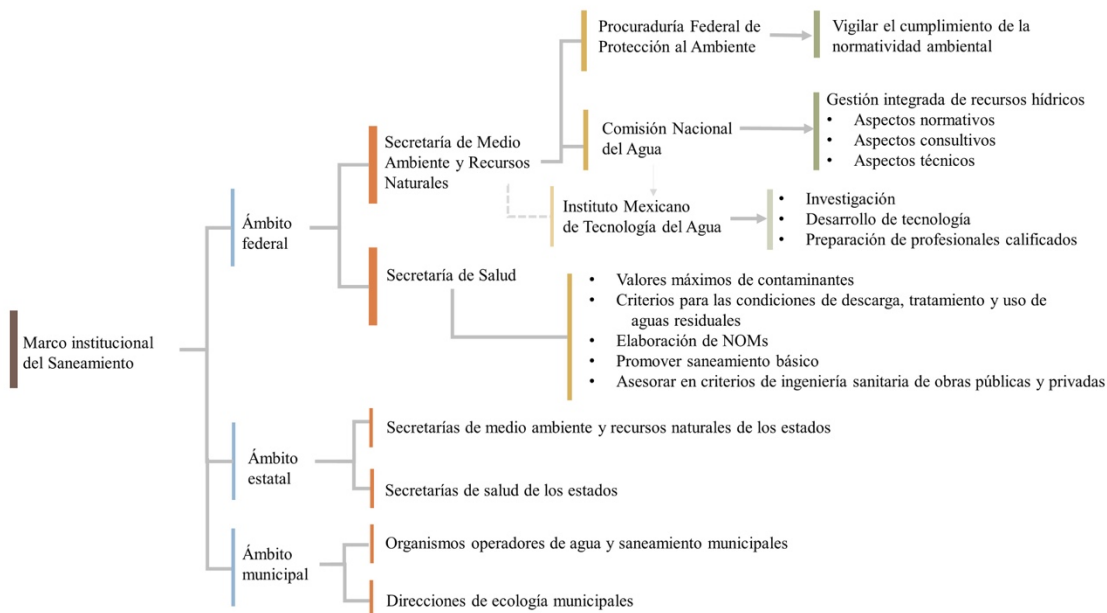 Procuraduría Federal de
Protección al Ambiente
Vigilar el cumplimiento de la
normatividad ambiental
Gestión integrada de recursos hídricos
• Aspectos normativos
• Aspectos consultivos
• Aspectos técnicos
Comisión Nacional
del Agua
Secretaría de Medio
Ambiente y Recursos
Naturales
Instituto Mexicano
de Tecnología del Agua
• Investigación
• Desarrollo de tecnología
• Preparación de profesionales calificados
Ámbito
federal
Secretaría de Salud
• Valores máximos de contaminantes
• Criterios para las condiciones de descarga, tratamiento y uso de
aguas residuales
• Elaboración de NOMs
• Promover saneamiento básico
• Asesorar en criterios de ingeniería sanitaria de obras públicas y privadas
Marco institucional
del Saneamiento
Secretarías de medio ambiente y recursos naturales de los estados
Ámbito
estatal
Secretarías de salud de los estados
Organismos operadores de agua y saneamiento municipales
Ámbito
municipal
Direcciones de ecología municipales